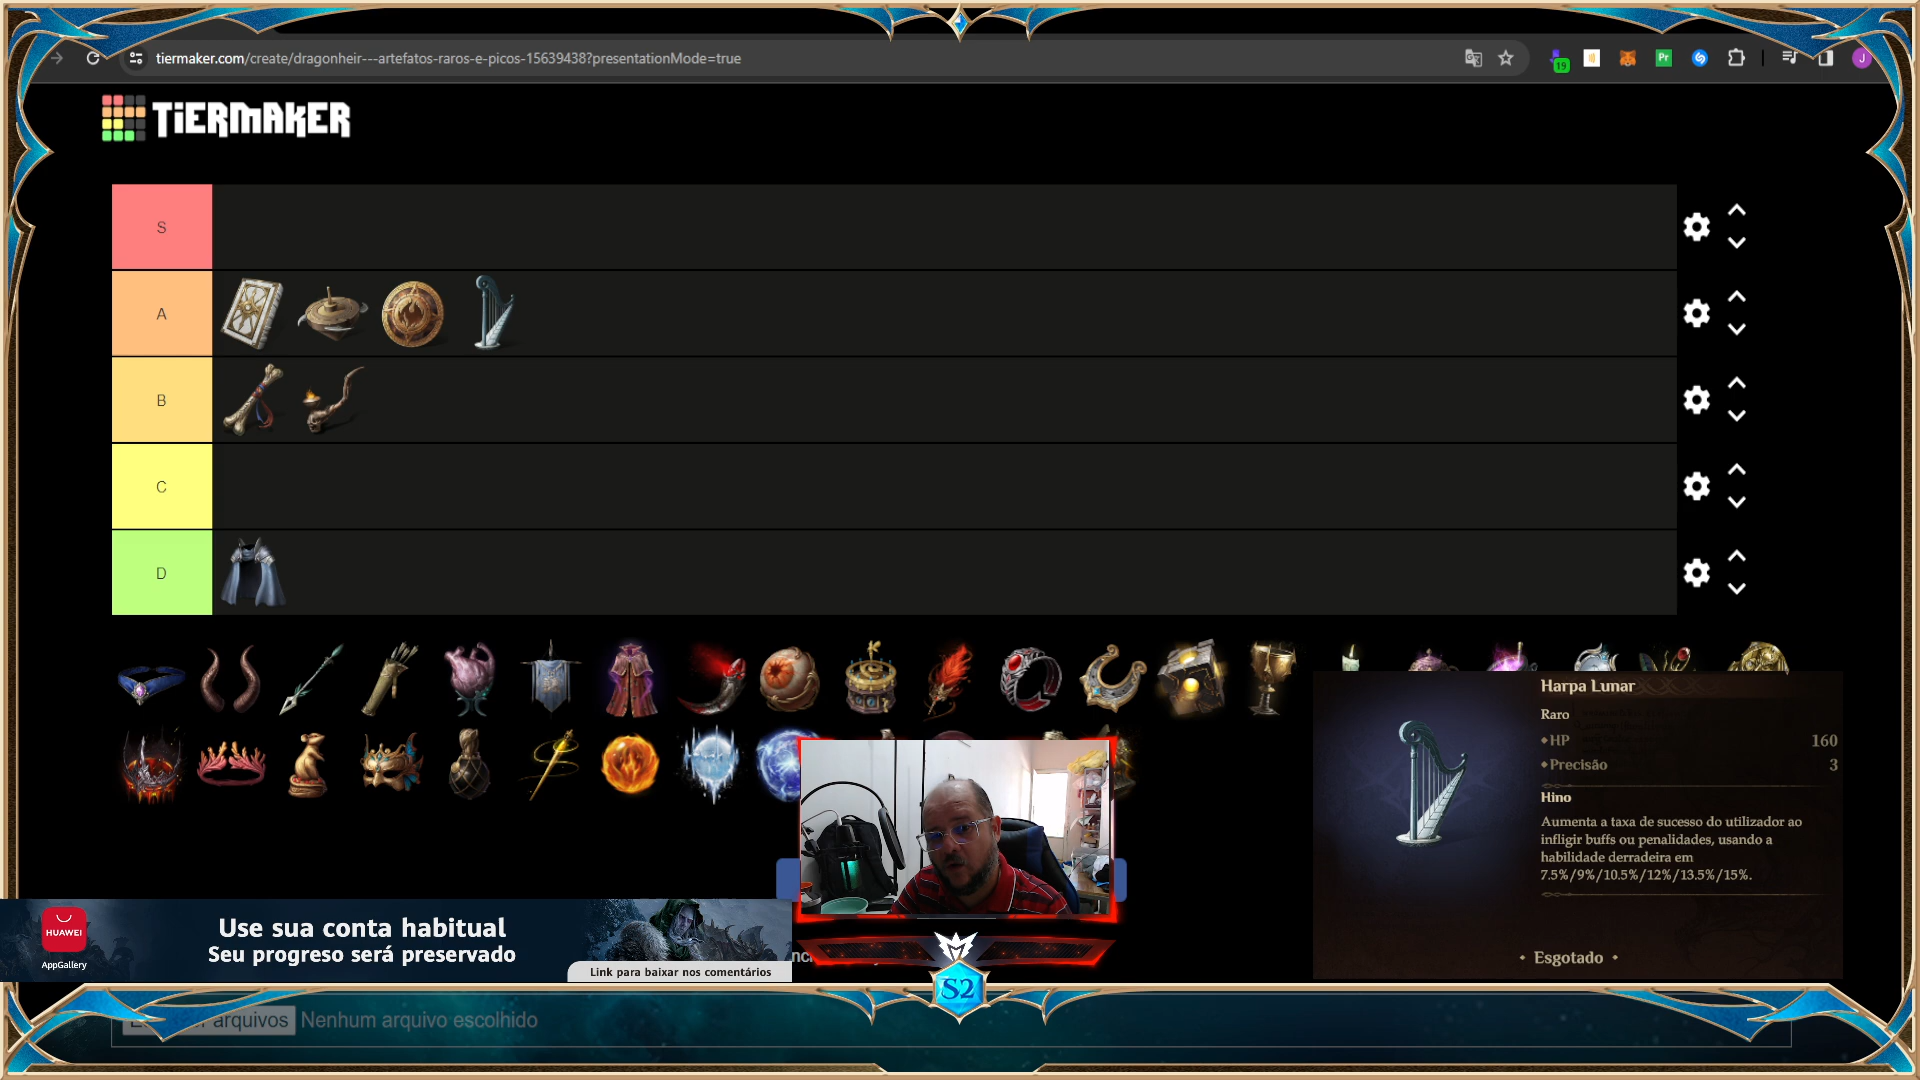 tiermaker.com/create/dragonheir---artefatos-raros-e-picos-15639438?presentationMode=true
19
Pr
J
TiERMAKER
S
A
B
C
D
Harpa Lunar
Raro
HP 160
Precisão 3
Hino
Aumenta a taxa de sucesso do utilizador ao
infligir buffs ou penalidades, usando a
habilidade derradeira em
7.5%/9%/10.5%/12%/13.5%/15%.
Esgotado
HUAWEI
AppGallery
Use sua conta habitual
Seu progreso será preservado
Link para baixar nos comentários
S2
arquivos Nenhum arquivo escolhido